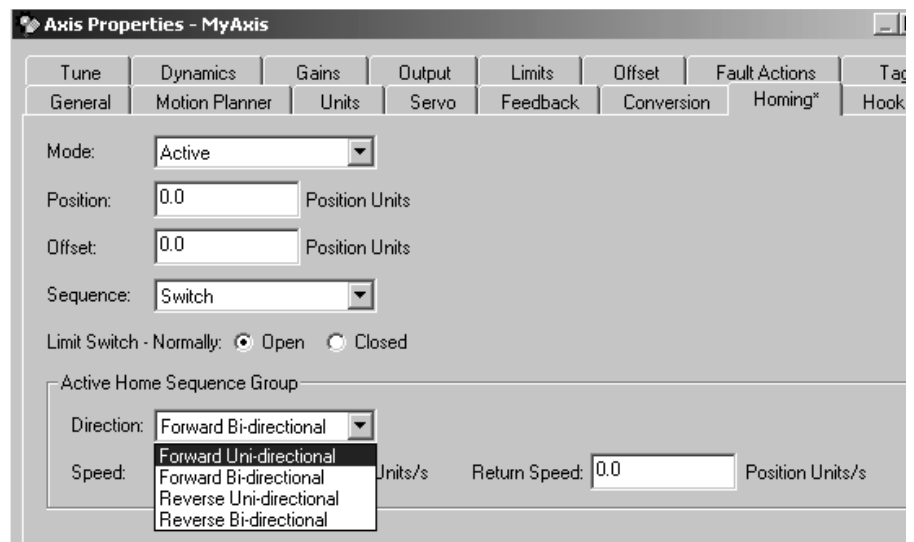 Axis Properties - MyAxis
Tune Dynamics Gains Output Limits Offset Fault Actions Tag
General Motion Planner Units Servo Feedback Conversion Homing* Hook
Mode: Active
Position: 0.0 Position Units
Offset: 0.0 Position Units
Sequence: Switch
Limit Switch - Normally: Open Closed
Active Home Sequence Group
Direction: Forward Bi-directional
Forward Uni-directional
Speed: Forward Bi-directional Units/s Return Speed: 0.0 Position Units/s
Reverse Uni-directional
Reverse Bi-directional